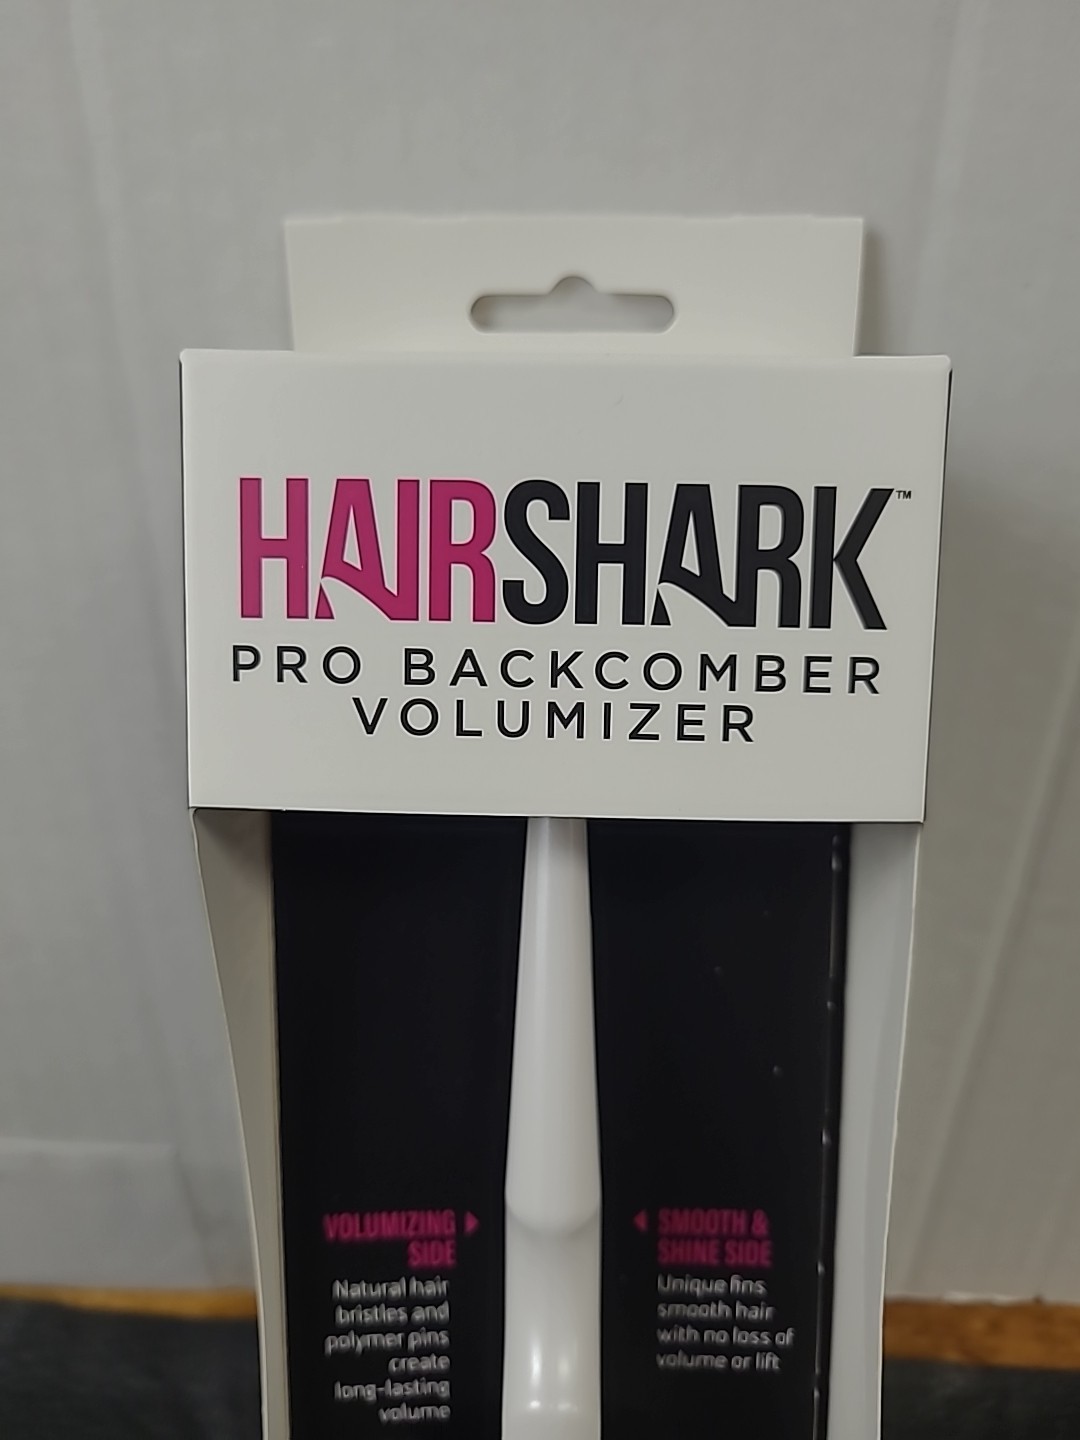 HAIRSHARK™
PRO BACKCOMBER
VOLUMIZER
VOLUMIZING
SIDE
Natural hair
bristles and
polymer pins
create
long-lasting
volume
SMOOTH &
SHINE SIDE
Unique fins
smooth hair
with no loss of
volume or lift